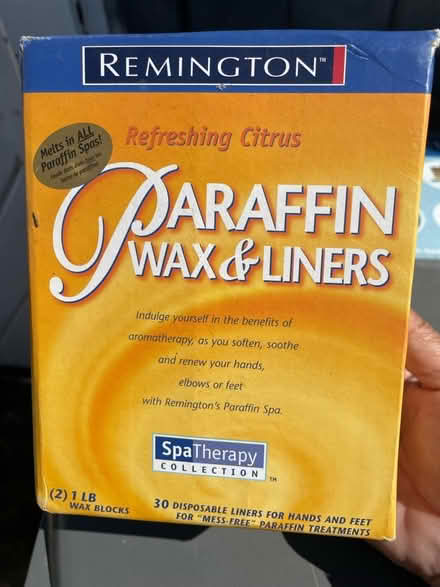 REMINGTON™
Melts in ALL
Paraffin Spas!
Refreshing Citrus
PARAFFIN
WAX & LINERS
Indulge yourself in the benefits of
aromatherapy, as you soften, soothe
and renew your hands,
elbows or feet
with Remington's Paraffin Spa.
SpaTherapy
COLLECTION™
(2) 1 LB
WAX BLOCKS
30 DISPOSABLE LINERS FOR HANDS AND FEET
FOR "MESS-FREE" PARAFFIN TREATMENTS